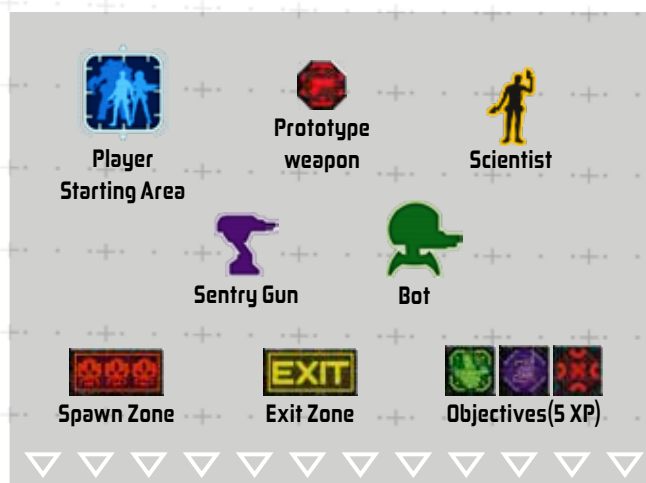 Player
Starting Area
Prototype
weapon
Scientist
Sentry Gun
Bot
EXIT
Spawn Zone
Exit Zone
Objectives(5 XP)